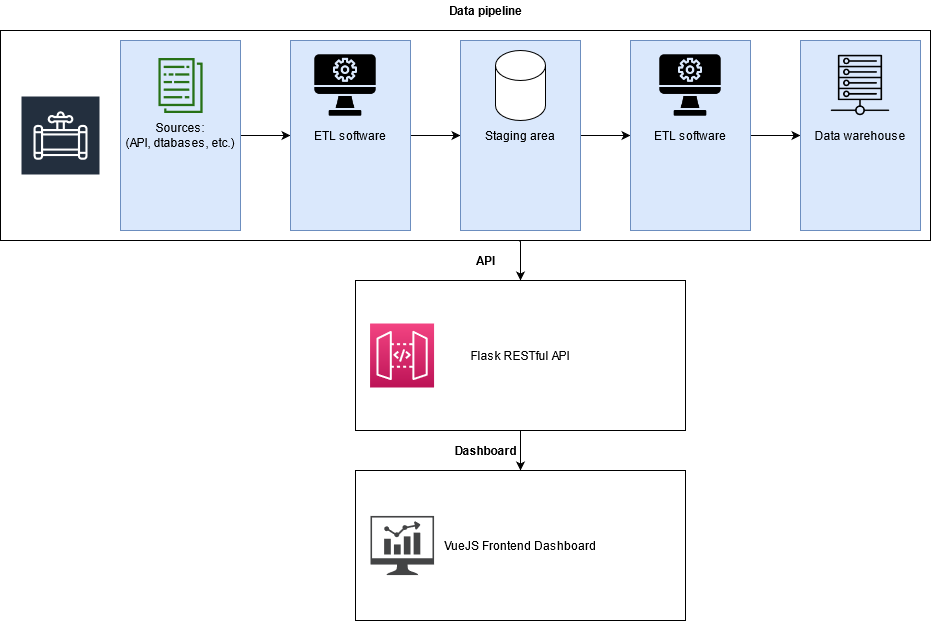 Data pipeline
Sources:
(API, dtabases, etc.)
ETL software
Staging area
ETL software
Data warehouse
API
</>
Flask RESTful API
Dashboard
VueJS Frontend Dashboard